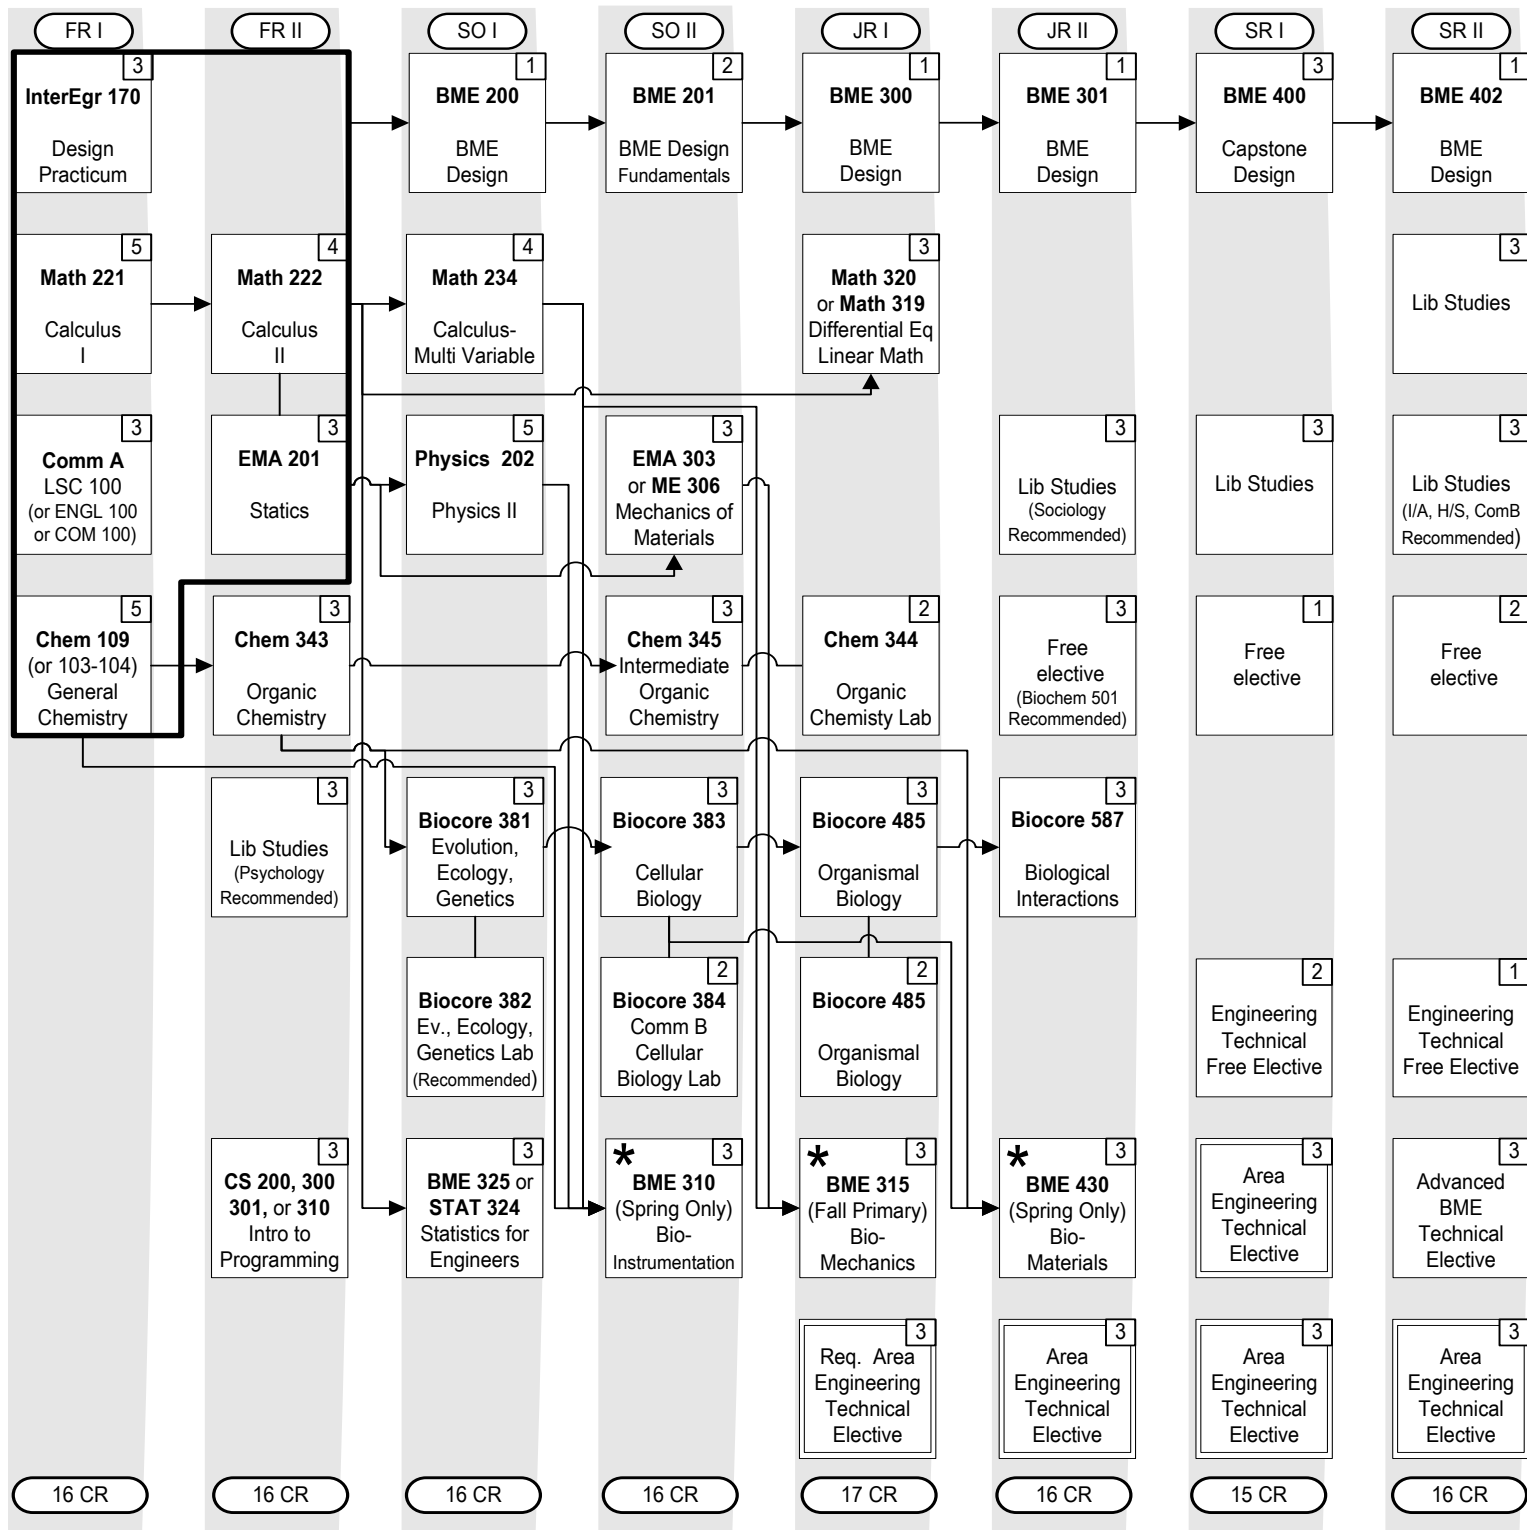 FR I
FR II
SO I
SO II
JR I
JR II
SR I
SR II
3
InterEgr 170
Design
Practicum
1
BME 200
BME
Design
2
BME 201
BME Design
Fundamentals
1
BME 300
BME
Design
1
BME 301
BME
Design
3
BME 400
Capstone
Design
1
BME 402
BME
Design
5
Math 221
Calculus
I
4
Math 222
Calculus
II
4
Math 234
Calculus-
Multi Variable
3
Math 320
or Math 319
Differential Eq
Linear Math
3
Lib Studies
3
Comm A
LSC 100
(or ENGL 100
or COM 100)
3
EMA 201
Statics
5
Physics 202
Physics II
3
EMA 303
or ME 306
Mechanics of
Materials
3
Lib Studies
(Sociology
Recommended)
3
Lib Studies
3
Lib Studies
(I/A, H/S, ComB
Recommended)
5
Chem 109
(or 103-104)
General
Chemistry
3
Chem 343
Organic
Chemistry
3
Chem 345
Intermediate
Organic
Chemistry
2
Chem 344
Organic
Chemisty Lab
3
Free
elective
(Biochem 501
Recommended)
1
Free
elective
2
Free
elective
3
Lib Studies
(Psychology
Recommended)
3
Biocore 381
Evolution,
Ecology,
Genetics
3
Biocore 383
Cellular
Biology
3
Biocore 485
Organismal
Biology
3
Biocore 587
Biological
Interactions
Biocore 382
Ev., Ecology,
Genetics Lab
(Recommended)
2
Biocore 384
Comm B
Cellular
Biology Lab
2
Biocore 485
Organismal
Biology
2
Engineering
Technical
Free Elective
1
Engineering
Technical
Free Elective
3
CS 200, 300
301, or 310
Intro to
Programming
3
BME 325 or
STAT 324
Statistics for
Engineers
* 3
BME 310
(Spring Only)
Bio-
Instrumentation
* 3
BME 315
(Fall Primary)
Bio-
Mechanics
* 3
BME 430
(Spring Only)
Bio-
Materials
3
Area
Engineering
Technical
Elective
3
Advanced
BME
Technical
Elective
3
Req. Area
Engineering
Technical
Elective
3
Area
Engineering
Technical
Elective
3
Area
Engineering
Technical
Elective
3
Area
Engineering
Technical
Elective
16 CR
16 CR
16 CR
16 CR
17 CR
16 CR
15 CR
16 CR